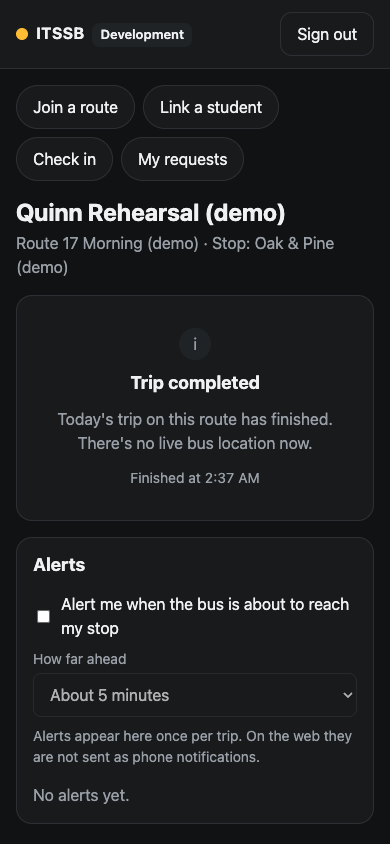 ITSSB Development Sign out
Join a route Link a student
Check in My requests
Quinn Rehearsal (demo)
Route 17 Morning (demo) · Stop: Oak & Pine
(demo)
i
Trip completed
Today's trip on this route has finished.
There's no live bus location now.
Finished at 2:37 AM
Alerts
Alert me when the bus is about to reach
my stop
How far ahead
About 5 minutes
Alerts appear here once per trip. On the web they
are not sent as phone notifications.
No alerts yet.